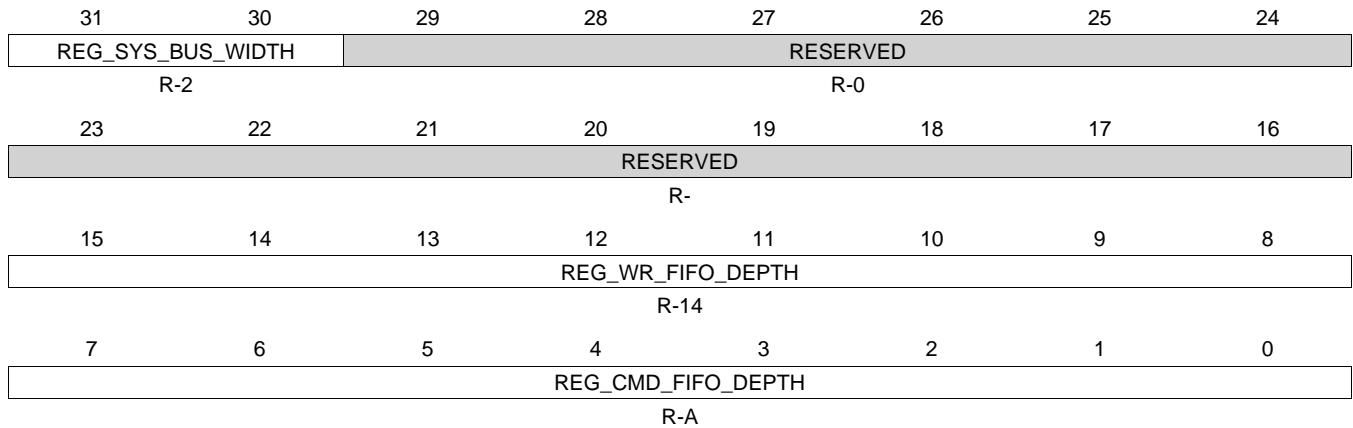 31 30 29 28 27 26 25 24
REG_SYS_BUS_WIDTH RESERVED
R-2 R-0
23 22 21 20 19 18 17 16
RESERVED
R-
15 14 13 12 11 10 9 8
REG_WR_FIFO_DEPTH
R-14
7 6 5 4 3 2 1 0
REG_CMD_FIFO_DEPTH
R-A